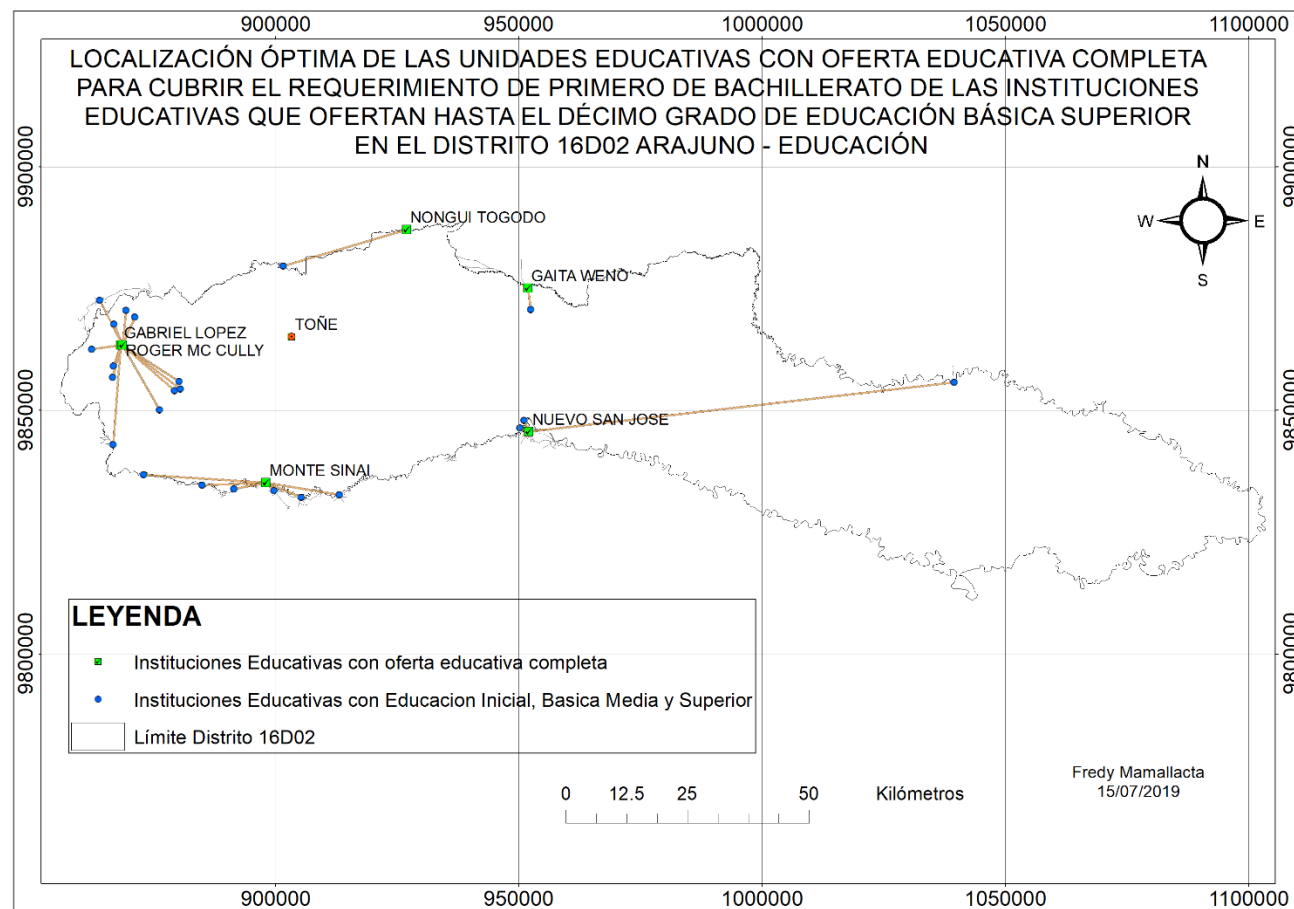 900000
950000
1000000
1050000
1100000
LOCALIZACIÓN ÓPTIMA DE LAS UNIDADES EDUCATIVAS CON OFERTA EDUCATIVA COMPLETA
PARA CUBRIR EL REQUERIMIENTO DE PRIMERO DE BACHILLERATO DE LAS INSTITUCIONES
EDUCATIVAS QUE OFERTAN HASTA EL DÉCIMO GRADO DE EDUCACIÓN BÁSICA SUPERIOR
EN EL DISTRITO 16D02 ARAJUNO - EDUCACIÓN
9900000
9900000
N
W
E
S
NONGUI TOGODO
GAITA WENO
TOÑE
GABRIEL LOPEZ
ROGER MC CULLY
9850000
9850000
NUEVO SAN JOSE
MONTE SINAI
9800000
9800000
LEYENDA
Instituciones Educativas con oferta educativa completa
Instituciones Educativas con Educacion Inicial, Basica Media y Superior
Límite Distrito 16D02
0
12.5
25
50
Kilómetros
Fredy Mamallacta
15/07/2019
900000
950000
1000000
1050000
1100000